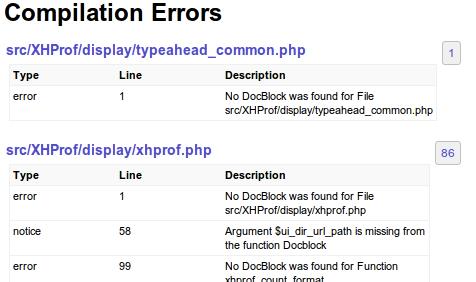 Compilation Errors
src/XHProf/display/typeahead_common.php 1
Type Line Description
error 1 No DocBlock was found for File
src/XHProf/display/typeahead_common.php
src/XHProf/display/xhprof.php 86
Type Line Description
error 1 No DocBlock was found for File
src/XHProf/display/xhprof.php
notice 58 Argument $ui_dir_url_path is missing from
the function Docblock
error 99 No DocBlock was found for Function
xhprof_count_format